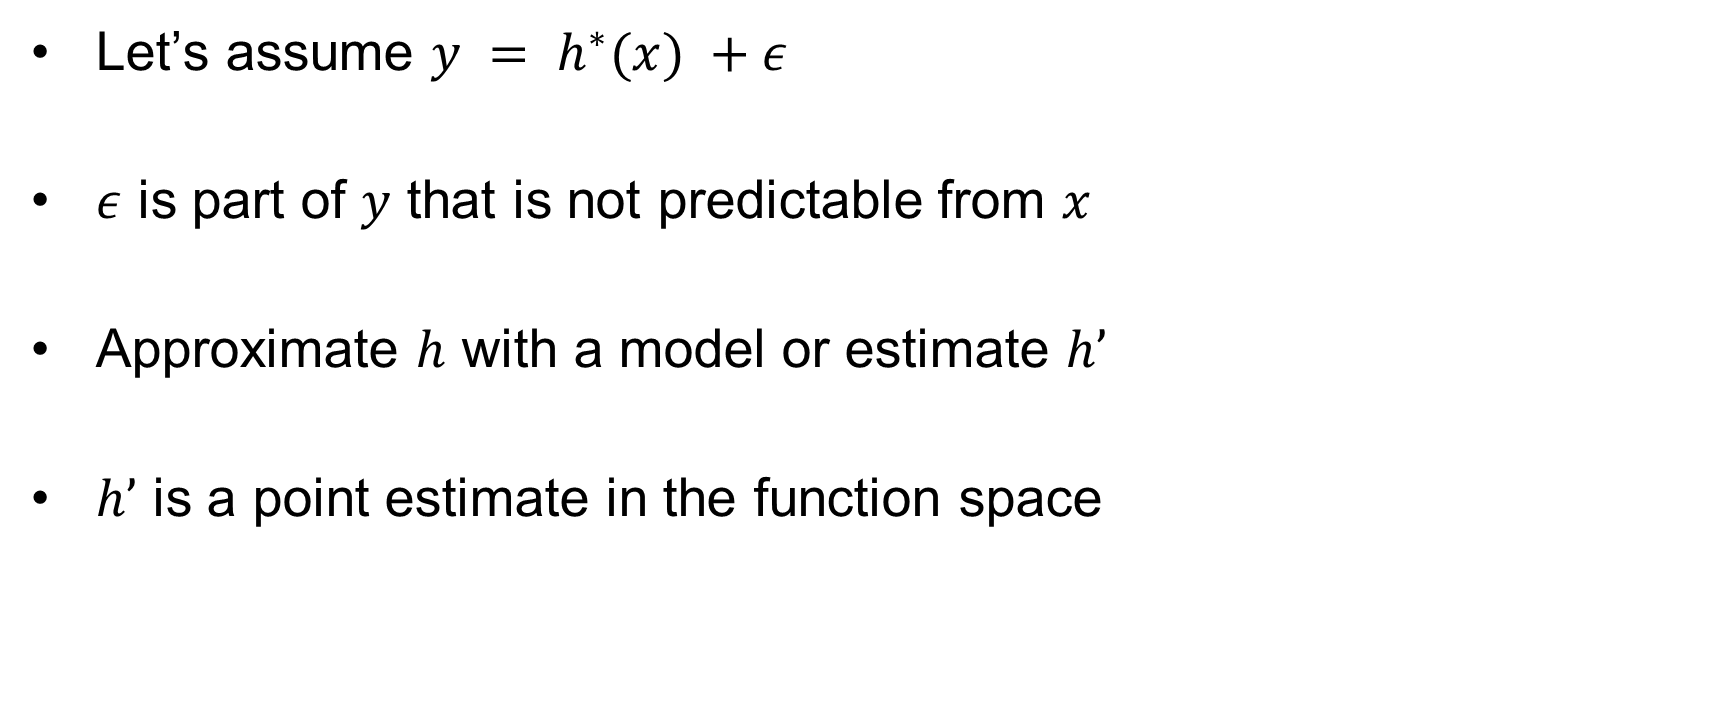 • Let’s assume y = h*(x) + ϵ
• ϵ is part of y that is not predictable from x
• Approximate h with a model or estimate h’
• h’ is a point estimate in the function space